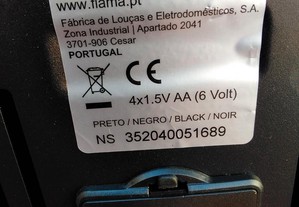 www.flama.pt
Fábrica de Louças e Eletrodomésticos, S.A.
Zona Industrial | Apartado 2041
3701-906 Cesar
PORTUGAL
CE
4x1.5V AA (6 Volt)
PRETO / NEGRO / BLACK / NOIR
NS 352040051689